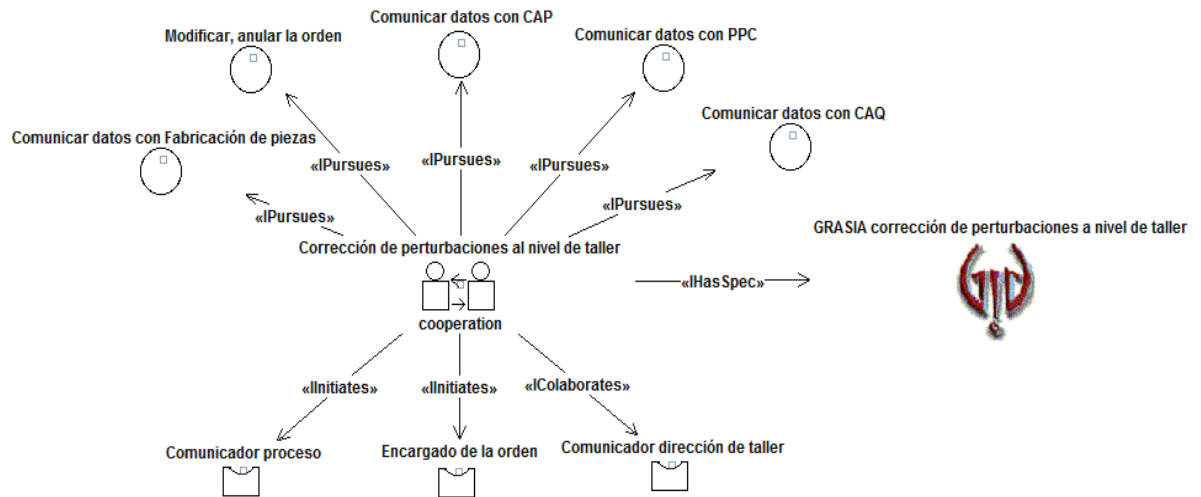 Comunicar datos con CAP
Modificar, anular la orden
Comunicar datos con PPC
Comunicar datos con CAQ
Comunicar datos con Fabricación de piezas
«IPursues»
«IPursues»
«IPursues»
«IPursues»
«IPursues»
GRASIA corrección de perturbaciones a nivel de taller
Corrección de perturbaciones al nivel de taller
«IHasSpec»
cooperation
«IInitiates»
«IInitiates»
«IColaborates»
Comunicador proceso
Encargado de la orden
Comunicador dirección de taller